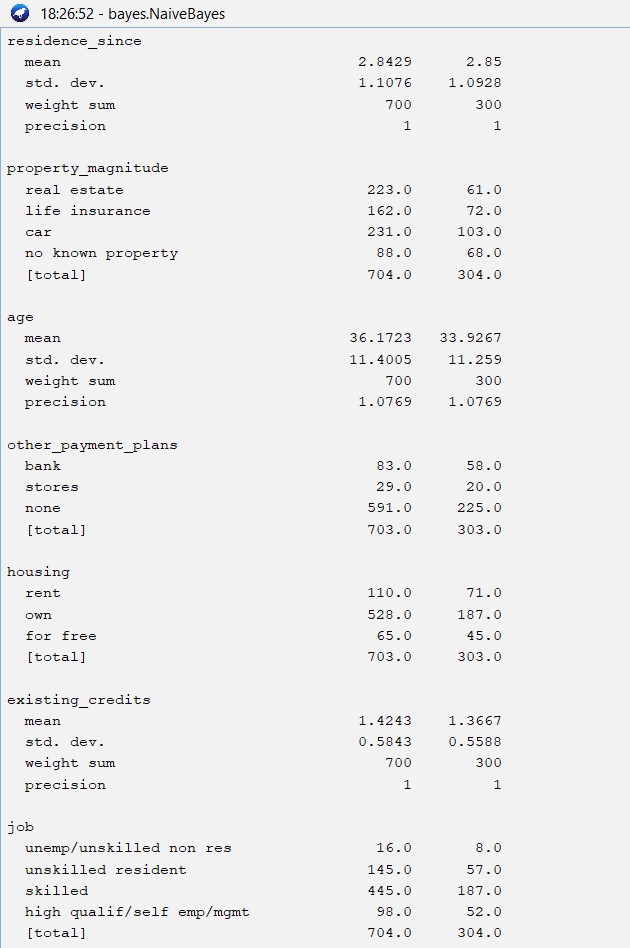 18:26:52 - bayes.NaiveBayes
residence_since
mean 2.8429 2.85
std. dev. 1.1076 1.0928
weight sum 700 300
precision 1 1
property_magnitude
real estate 223.0 61.0
life insurance 162.0 72.0
car 231.0 103.0
no known property 88.0 68.0
[total] 704.0 304.0
age
mean 36.1723 33.9267
std. dev. 11.4005 11.259
weight sum 700 300
precision 1.0769 1.0769
other_payment_plans
bank 83.0 58.0
stores 29.0 20.0
none 591.0 225.0
[total] 703.0 303.0
housing
rent 110.0 71.0
own 528.0 187.0
for free 65.0 45.0
[total] 703.0 303.0
existing_credits
mean 1.4243 1.3667
std. dev. 0.5843 0.5588
weight sum 700 300
precision 1 1
job
unemp/unskilled non res 16.0 8.0
unskilled resident 145.0 57.0
skilled 445.0 187.0
high qualif/self emp/mgmt 98.0 52.0
[total] 704.0 304.0